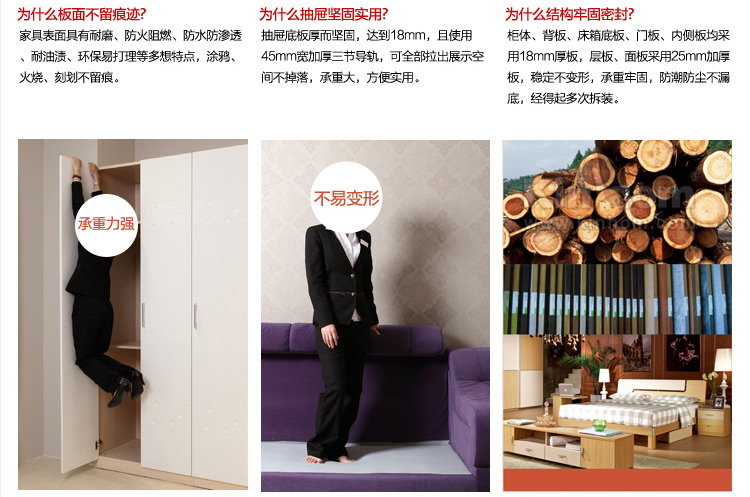 为什么板面不留痕迹?
家具表面具有耐磨、防火阻燃、防水防渗透
、耐油渍、环保易打理等多想特点，涂鸦、
火烧、刻划不留痕。
为什么抽屉坚固实用?
抽屉底板厚而坚固，达到18mm，且使用
45mm宽加厚三节导轨，可全部拉出展示空
间不掉落，承重大，方便实用。
为什么结构牢固密封?
柜体、背板、床箱底板、门板、内侧板均采
用18mm厚板，层板、面板采用25mm加厚
板，稳定不变形，承重牢固，防潮防尘不漏
底，经得起多次拆装。
承重力强
不易变形